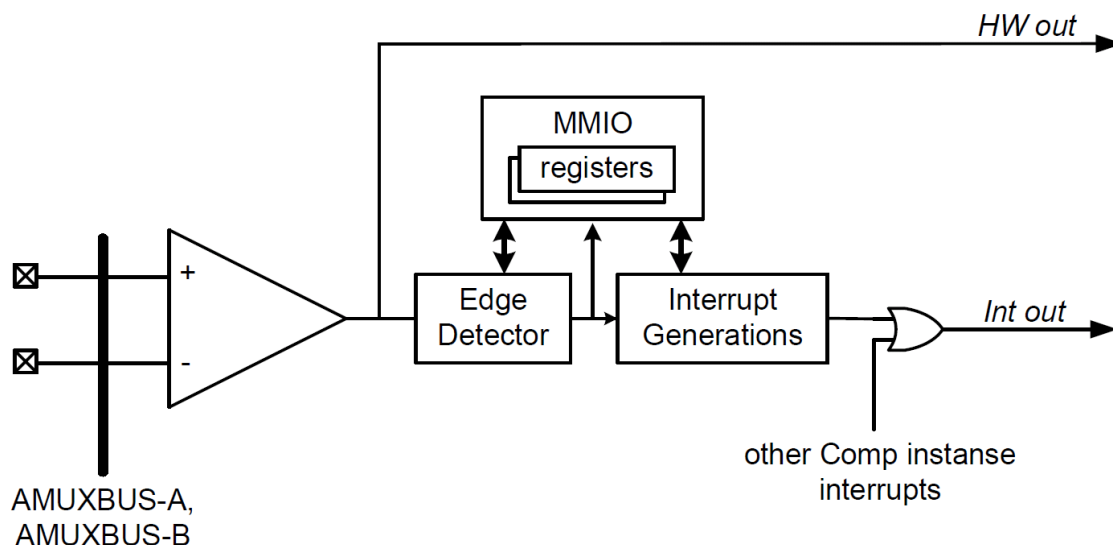 HW out
MMIO
registers
+
-
Edge
Detector
Interrupt
Generations
Int out
other Comp instanse
interrupts
AMUXBUS-A,
AMUXBUS-B